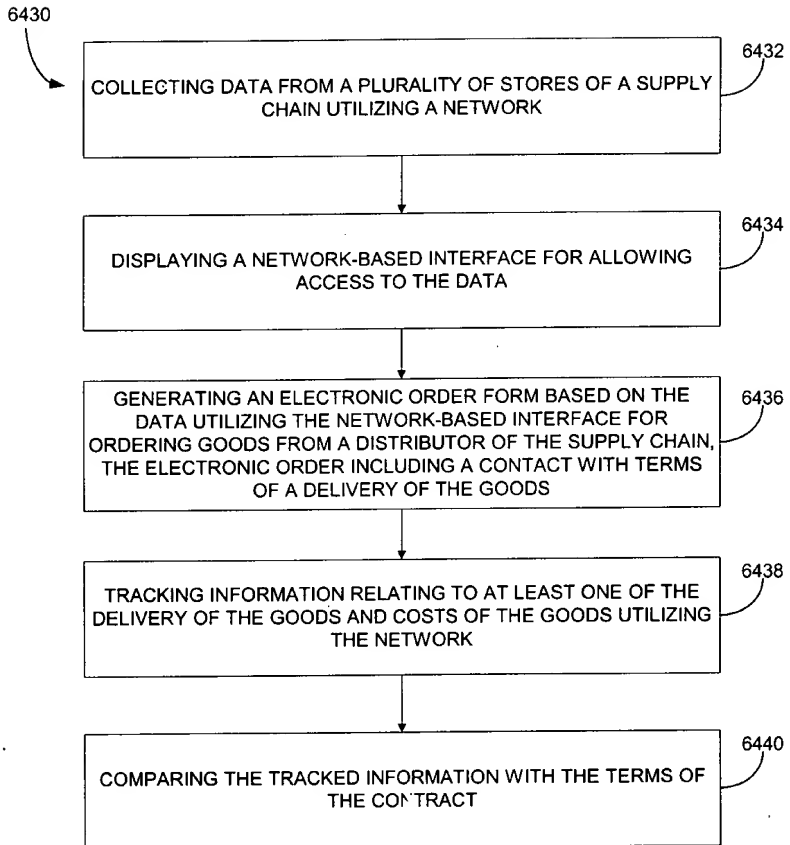 6430
6432
COLLECTING DATA FROM A PLURALITY OF STORES OF A SUPPLY
CHAIN UTILIZING A NETWORK
6434
DISPLAYING A NETWORK-BASED INTERFACE FOR ALLOWING
ACCESS TO THE DATA
6436
GENERATING AN ELECTRONIC ORDER FORM BASED ON THE
DATA UTILIZING THE NETWORK-BASED INTERFACE FOR
ORDERING GOODS FROM A DISTRIBUTOR OF THE SUPPLY CHAIN,
THE ELECTRONIC ORDER INCLUDING A CONTACT WITH TERMS
OF A DELIVERY OF THE GOODS
6438
TRACKING INFORMATION RELATING TO AT LEAST ONE OF THE
DELIVERY OF THE GOODS AND COSTS OF THE GOODS UTILIZING
THE NETWORK
6440
COMPARING THE TRACKED INFORMATION WITH THE TERMS OF
THE CONTRACT